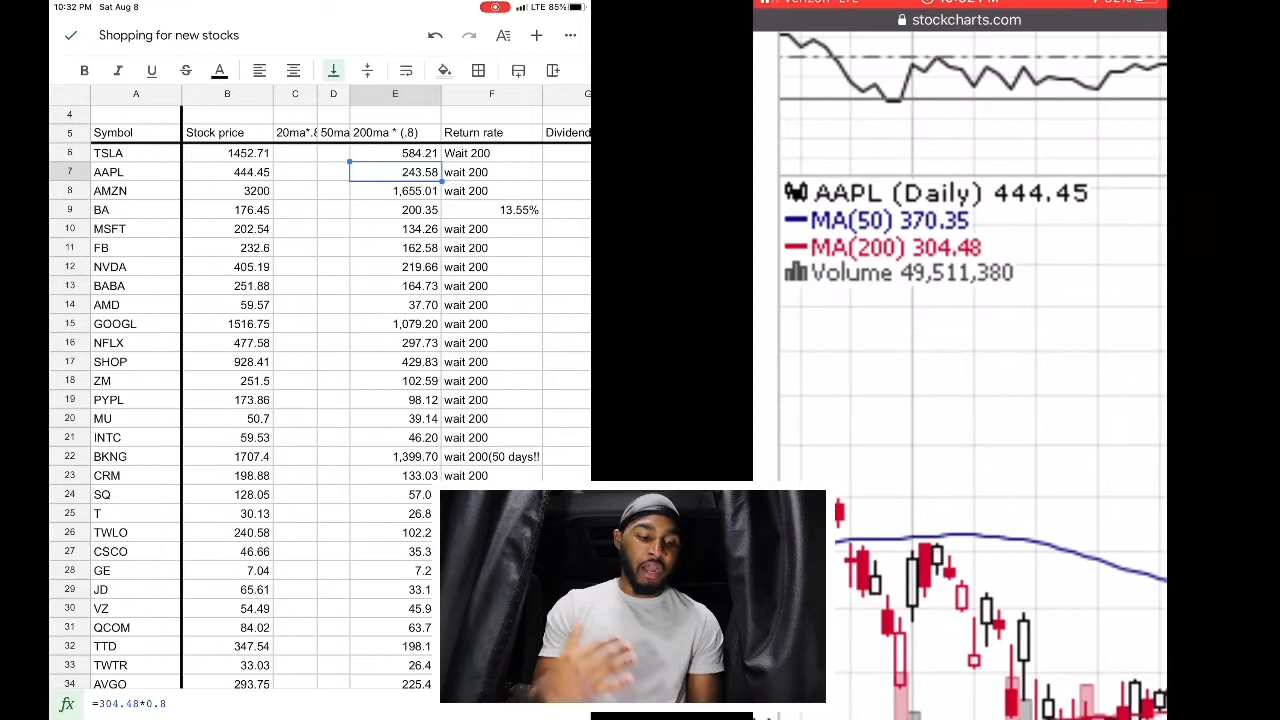 10:32 PM Sat Aug 8
LTE 85%
Shopping for new stocks
B I S A
A B C D E F
4
5 Symbol Stock price 20ma*.8 50ma 200ma * (.8) Return rate Dividend
6 TSLA 1452.71 584.21 Wait 200
7 AAPL 444.45 243.58 wait 200
8 AMZN 3200 1,655.01 wait 200
9 BA 176.45 200.35 13.55%
10 134.26 wait 200
11 FB 232.6 162.58 wait 200
12 405.19 219.66 wait 200
13 BABA 251.88 164.73 wait 200
14 AMD 59.57 37.70 wait 200
15 GOOGL 1516.75 1,079.20 wait 200
16 NFLX 477.58 297.73 wait 200
17 SHOP 928.41 429.83 wait 200
18 ZM 251.5 102.59 wait 200
19 PYPL 173.86 98.12 wait 200
20 MU 50.7 39.14 wait 200
21 INTC 59.53 46.20 wait 200
22 BKNG 1707.4 1,399.70 wait 200(50 days!!
23 CRM 198.88 133.03 wait 200
24 SQ 128.05 57.0
25 T 30.13 26.8
26 TWLO 240.58 102.2
27 CSCO 46.66 35.3
28 GE 7.04 7.2
29 JD 65.61 33.1
30 VZ 54.49 45.9
31 QCOM 84.02 63.7
32 TTD 347.54 198.1
33 TWTR 33.03 26.4
34 AVGO 293.75 225.4
fx =304.48*0.8
stockcharts.com
AAPL (Daily) 444.45
MA(50) 370.35
MA(200) 304.48
Volume 49,511,380